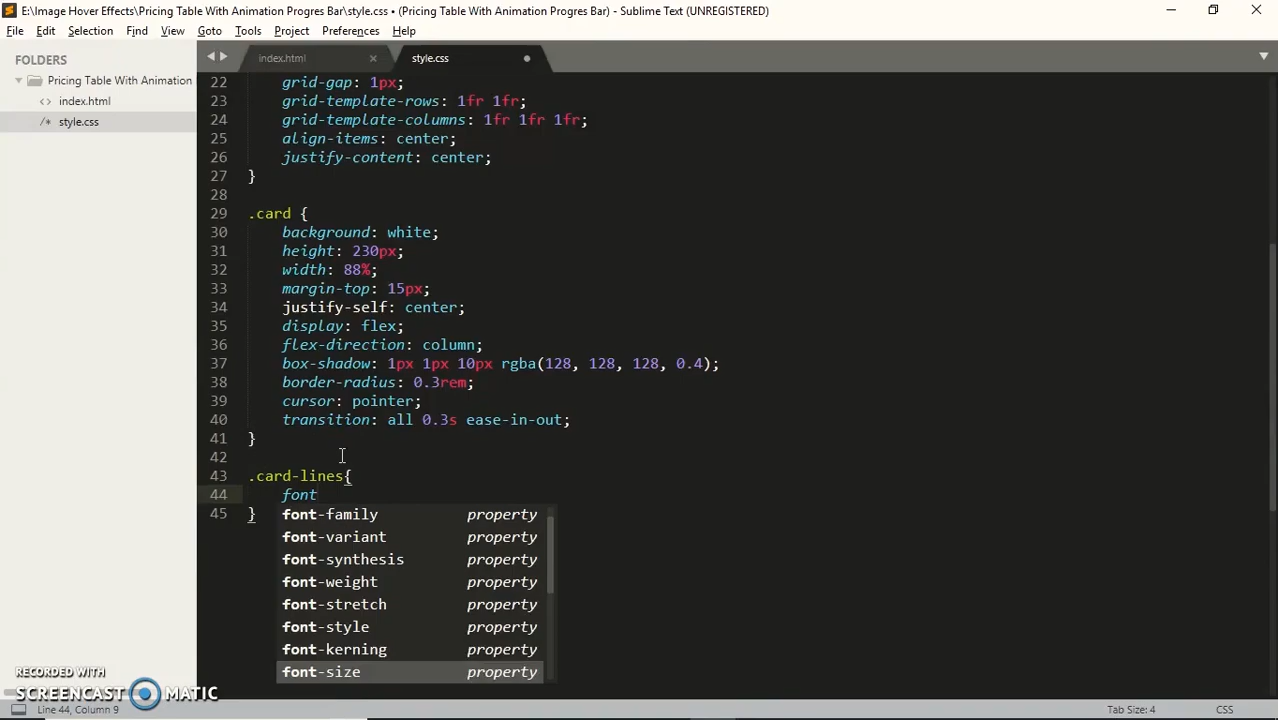 E:\Image Hover Effects\Pricing Table With Animation Progres Bar\style.css • (Pricing Table With Animation Progres Bar) - Sublime Text (UNREGISTERED)
File Edit Selection Find View Goto Tools Project Preferences Help
FOLDERS
Pricing Table With Animation
index.html
style.css
index.html
style.css
22 grid-gap: 1px;
23 grid-template-rows: 1fr 1fr;
24 grid-template-columns: 1fr 1fr 1fr;
25 align-items: center;
26 justify-content: center;
27 }
28
29 .card {
30 background: white;
31 height: 230px;
32 width: 88%;
33 margin-top: 15px;
34 justify-self: center;
35 display: flex;
36 flex-direction: column;
37 box-shadow: 1px 1px 10px rgba(128, 128, 128, 0.4);
38 border-radius: 0.3rem;
39 cursor: pointer;
40 transition: all 0.3s ease-in-out;
41 }
42
43 .card-lines{
44 font
45 }
font-family property
font-variant property
font-synthesis property
font-weight property
font-stretch property
font-style property
font-kerning property
font-size property
RECORDED WITH
SCREENCAST MATIC
Line 44, Column 9
Tab Size: 4
CSS